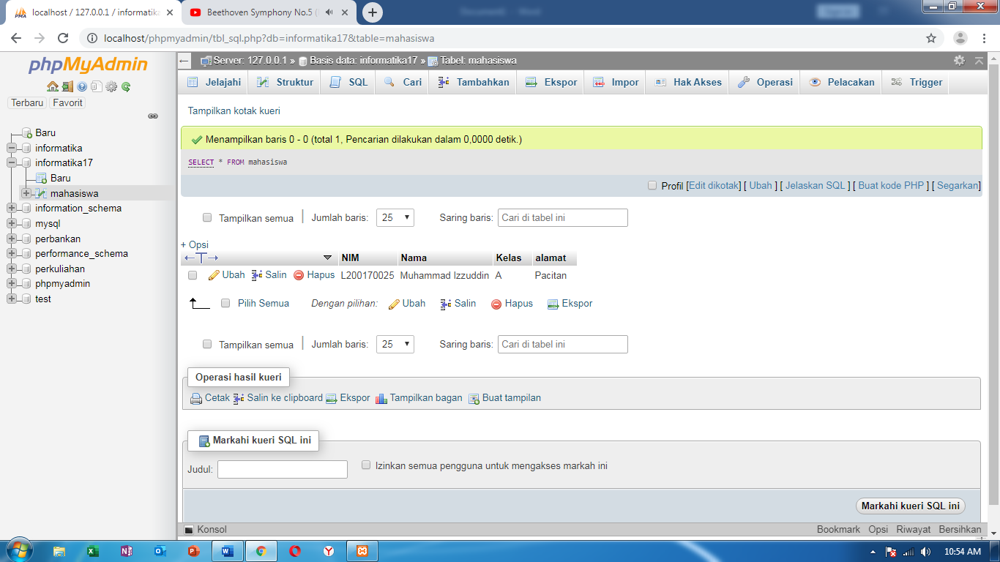 localhost / 127.0.0.1 / informatika
Beethoven Symphony No.5 (
localhost/phpmyadmin/tbl_sql.php?db=informatika17&table=mahasiswa
phpMyAdmin
Terbaru Favorit
Baru
informatika
informatika17
Baru
mahasiswa
information_schema
mysql
perbankan
performance_schema
perkuliahan
phpmyadmin
test
Server: 127.0.0.1 » Basis data: informatika17 » Tabel: mahasiswa
Jelajahi Struktur SQL Cari Tambahkan Ekspor Impor Hak Akses Operasi Pelacakan Trigger
Tampilkan kotak kueri
Menampilkan baris 0 - 0 (total 1, Pencarian dilakukan dalam 0,0000 detik.)
SELECT * FROM mahasiswa
Profil [Edit dikotak] [ Ubah ] [ Jelaskan SQL ] [ Buat kode PHP ] [ Segarkan]
Tampilkan semua Jumlah baris: 25 Saring baris: Cari di tabel ini
+ Opsi
←T→ NIM Nama Kelas alamat
Ubah Salin Hapus L200170025 Muhammad Izzuddin A Pacitan
Pilih Semua Dengan pilihan: Ubah Salin Hapus Ekspor
Tampilkan semua Jumlah baris: 25 Saring baris: Cari di tabel ini
Operasi hasil kueri
Cetak Salin ke clipboard Ekspor Tampilkan bagan Buat tampilan
Markahi kueri SQL ini
Judul: Izinkan semua pengguna untuk mengakses markah ini
Markahi kueri SQL ini
Konsol Bookmark Opsi Riwayat Bersihkan
10:54 AM